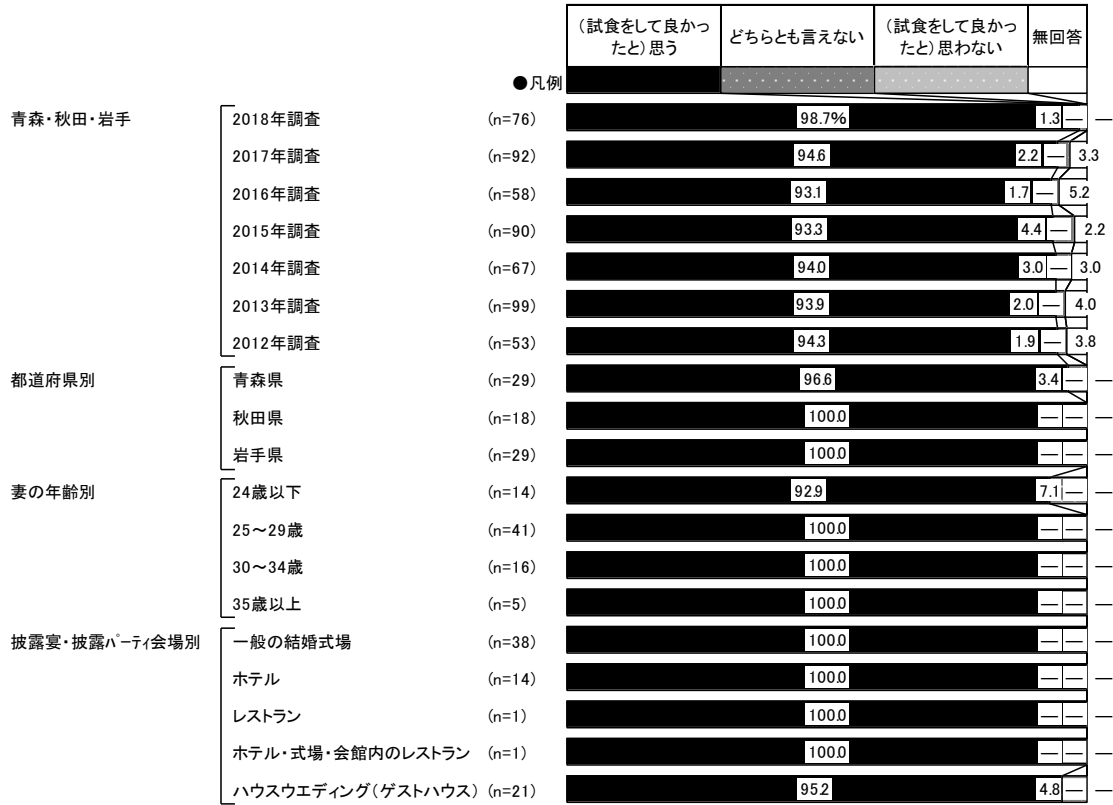 (試食をして良かっ
たと)思う
どちらとも言えない
(試食をして良かっ
たと)思わない
無回答
●凡例
青森・秋田・岩手
2018年調査 (n=76) 98.7% 1.3 — —
2017年調査 (n=92) 94.6 2.2 — 3.3
2016年調査 (n=58) 93.1 1.7 — 5.2
2015年調査 (n=90) 93.3 4.4 — 2.2
2014年調査 (n=67) 94.0 3.0 — 3.0
2013年調査 (n=99) 93.9 2.0 — 4.0
2012年調査 (n=53) 94.3 1.9 — 3.8
都道府県別
青森県 (n=29) 96.6 3.4 — —
秋田県 (n=18) 100.0 — — —
岩手県 (n=29) 100.0 — — —
妻の年齢別
24歳以下 (n=14) 92.9 7.1 — —
25～29歳 (n=41) 100.0 — — —
30～34歳 (n=16) 100.0 — — —
35歳以上 (n=5) 100.0 — — —
披露宴・披露パーティ会場別
一般の結婚式場 (n=38) 100.0 — — —
ホテル (n=14) 100.0 — — —
レストラン (n=1) 100.0 — — —
ホテル・式場・会館内のレストラン (n=1) 100.0 — — —
ハウスウエディング(ゲストハウス) (n=21) 95.2 4.8 — —